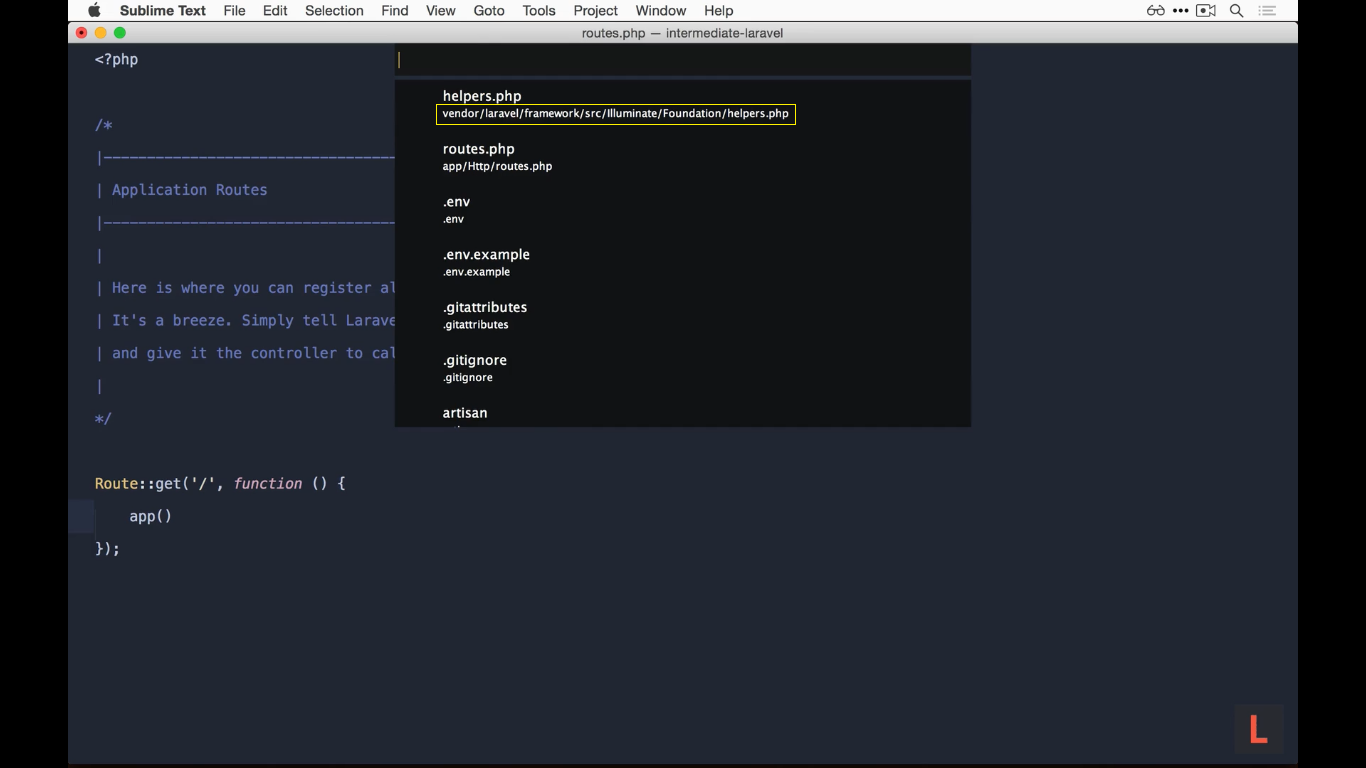 Sublime Text File Edit Selection Find View Goto Tools Project Window Help
routes.php — intermediate-laravel
<?php
/*
|----------------------------------
| Application Routes
|----------------------------------
|
| Here is where you can register al
| It's a breeze. Simply tell Larave
| and give it the controller to cal
|
*/
Route::get('/', function () {
app()
});
helpers.php
vendor/laravel/framework/src/Illuminate/Foundation/helpers.php
routes.php
app/Http/routes.php
.env
.env
.env.example
.env.example
.gitattributes
.gitattributes
.gitignore
.gitignore
artisan
L